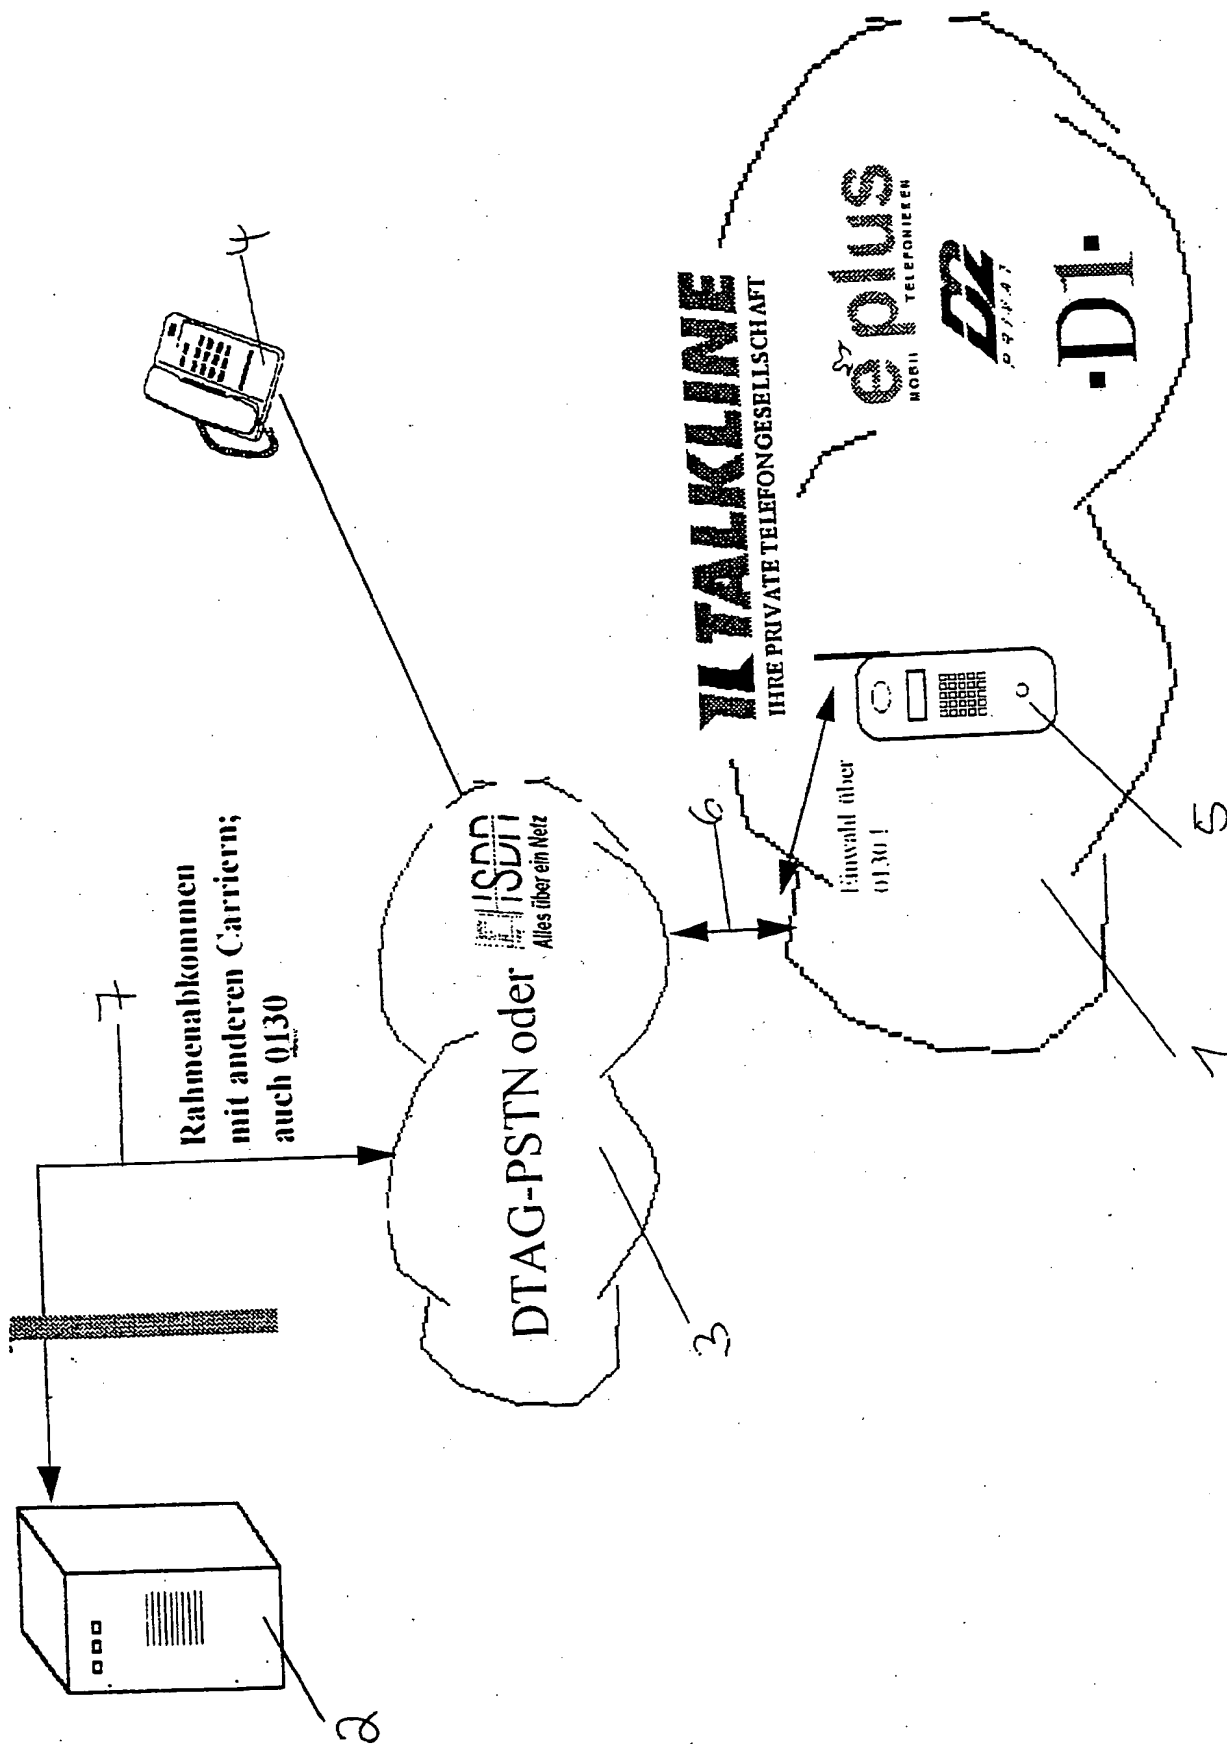 7
Rahmenabkommen
mit anderen Carriern;
auch 0130
4
2
DTAG-PSTN oder
ISDN
Alles über ein Netz
3
6
TALKLINE
IHRE PRIVATE TELEFONGESELLSCHAFT
Einwahl über
0130 !
e·plus
MOBIL TELEFONIEREN
D2
PRIVAT
·D1·
5
1